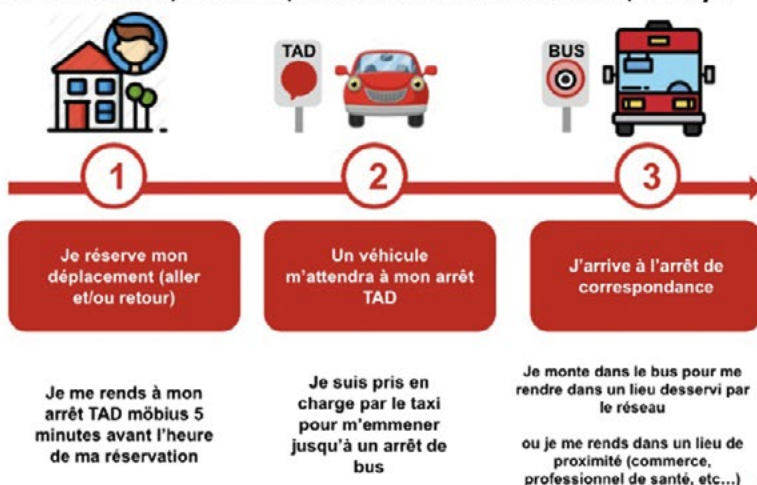 TAD
BUS
1
2
3
Je réserve mon
déplacement (aller
et/ou retour)
Un véhicule
m'attendra à mon arrêt
TAD
J'arrive à l'arrêt de
correspondance
Je me rends à mon
arrêt TAD möbius 5
minutes avant l'heure
de ma réservation
Je suis pris en
charge par le taxi
pour m'emmener
jusqu'à un arrêt de
bus
Je monte dans le bus pour me
rendre dans un lieu desservi par
le réseau
ou je me rends dans un lieu de
proximité (commerce,
professionnel de santé, etc...)